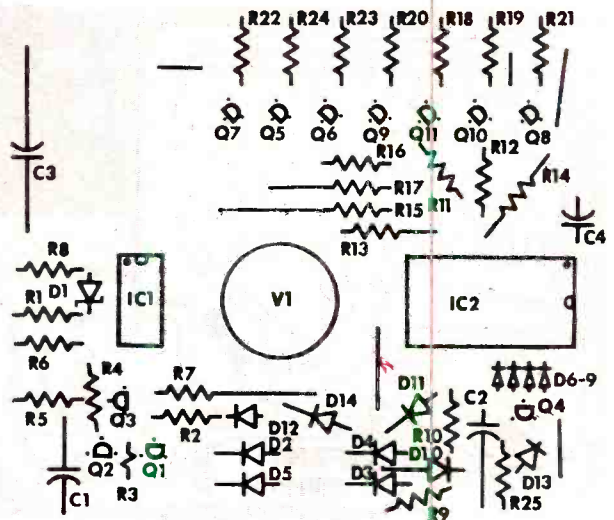 R22 R24 R23 R20 R18 R19 R21
Q7 Q5 Q6 Q9 Q11 Q10 Q8
R16 R12
C3 R17 R14
R15 R11
R13 C4
R8
D1 IC1 V1 IC2
R1
R6
R4 R7 D11 D6-9
R5 Q3 D14 C2 Q4
R2 D12 R10
Q2 Q1 D2 D4 D10
R3 D5 D3 D13
C1 R9 R25